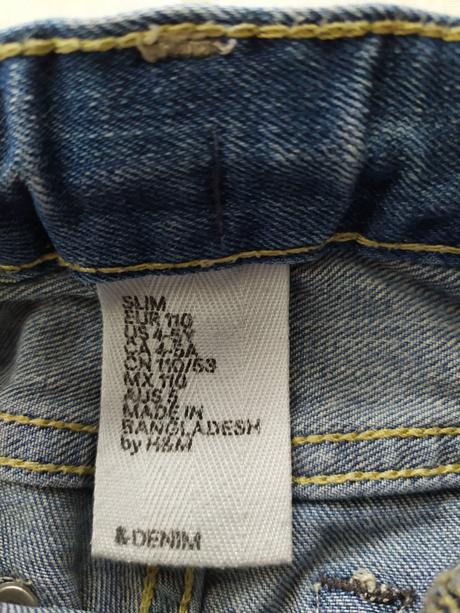 SLIM
EUR 110
US 4-5Y
CA 4-5A
CN 110/53
MX 110
AUS 5
MADE IN
BANGLADESH
by H&M
&DENIM